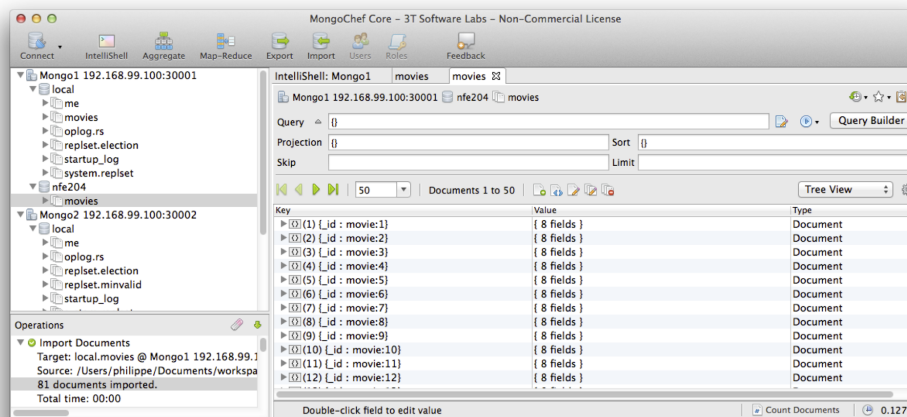 MongoChef Core – 3T Software Labs – Non-Commercial License
Connect IntelliShell Aggregate Map-Reduce Export Import Users Roles Feedback
Mongo1 192.168.99.100:30001
local
me
movies
oplog.rs
replset.election
startup_log
system.replset
nfe204
movies
Mongo2 192.168.99.100:30002
local
me
oplog.rs
replset.election
replset.minvalid
startup_log
Operations
Import Documents
Target: local.movies @ Mongo1 192.168.99.1
Source: /Users/philippe/Documents/workspa
81 documents imported.
Total time: 00:00
IntelliShell: Mongo1 movies movies
Mongo1 192.168.99.100:30001 nfe204 movies
Query {} Query Builder
Projection {} Sort {}
Skip Limit
50 Documents 1 to 50 Tree View
Key Value Type
(1) {_id : movie:1} { 8 fields } Document
(2) {_id : movie:2} { 8 fields } Document
(3) {_id : movie:3} { 8 fields } Document
(4) {_id : movie:4} { 8 fields } Document
(5) {_id : movie:5} { 8 fields } Document
(6) {_id : movie:6} { 8 fields } Document
(7) {_id : movie:7} { 8 fields } Document
(8) {_id : movie:8} { 8 fields } Document
(9) {_id : movie:9} { 8 fields } Document
(10) {_id : movie:10} { 8 fields } Document
(11) {_id : movie:11} { 8 fields } Document
(12) {_id : movie:12} { 8 fields } Document
Double-click field to edit value Count Documents 0.127